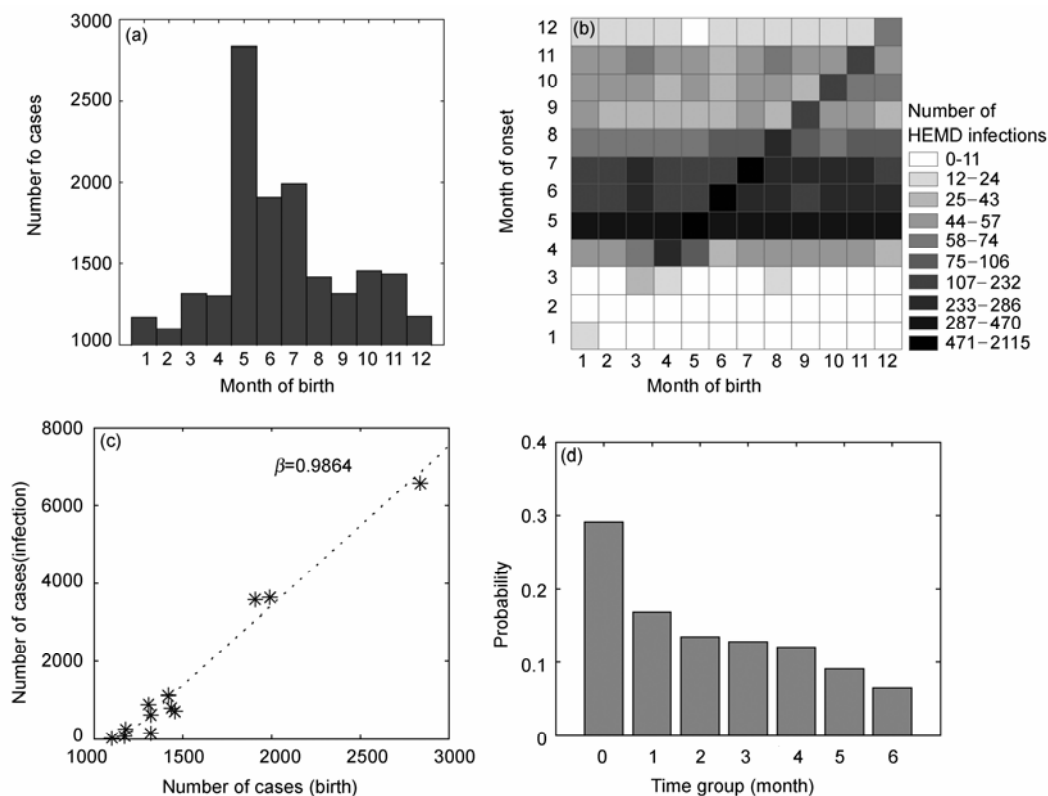 (a)
3000
2500
2000
1500
1000
Number fo cases
1 2 3 4 5 6 7 8 9 10 11 12
Month of birth
(b)
12
11
10
9
8
7
6
5
4
3
2
1
Month of onset
1 2 3 4 5 6 7 8 9 10 11 12
Month of birth
Number of
HEMD infections
0-11
12-24
25-43
44-57
58-74
75-106
107-232
233-286
287-470
471-2115
(c)
8000
6000
4000
2000
0
Number of cases(infection)
β=0.9864
1000 1500 2000 2500 3000
Number of cases (birth)
(d)
0.4
0.3
0.2
0.1
0
Probability
0 1 2 3 4 5 6
Time group (month)